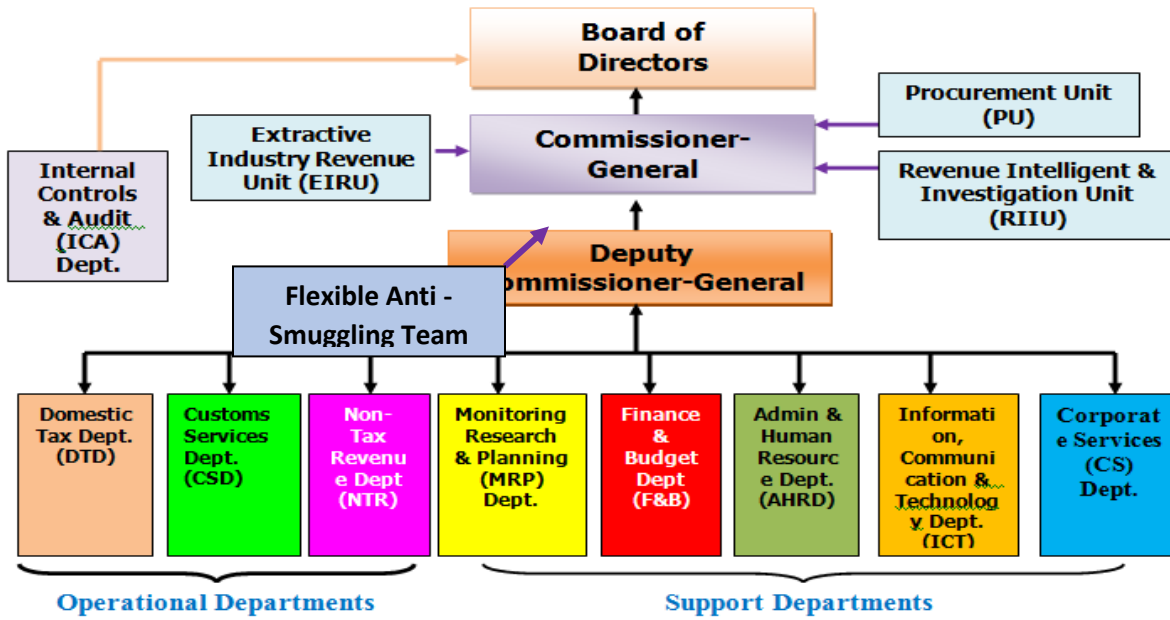 Board of
Directors
Procurement Unit
(PU)
Extractive
Industry Revenue
Unit (EIRU)
Commissioner-
General
Internal
Controls
& Audit
(ICA)
Dept.
Revenue Intelligent &
Investigation Unit
(RIIU)
Deputy
ommissioner-General
Flexible Anti -
Smuggling Team
Domestic
Tax Dept.
(DTD)
Customs
Services
Dept.
(CSD)
Non-
Tax
Revenu
e Dept
(NTR)
Monitoring
Research
& Planning
(MRP)
Dept.
Finance
&
Budget
Dept
(F&B)
Admin &
Human
Resourc
e Dept.
(AHRD)
Informati
on,
Communi
cation &
Technolog
y Dept.
(ICT)
Corporat
e Services
(CS)
Dept.
Operational Departments
Support Departments